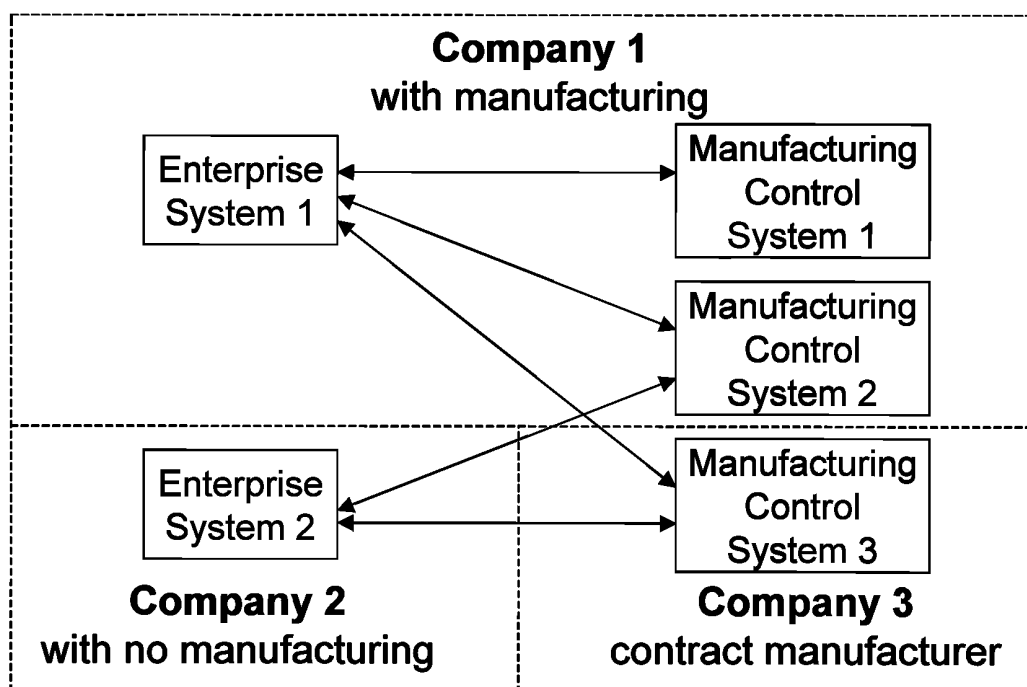 Company 1
with manufacturing
Enterprise
System 1
Manufacturing
Control
System 1
Manufacturing
Control
System 2
Enterprise
System 2
Manufacturing
Control
System 3
Company 2
with no manufacturing
Company 3
contract manufacturer